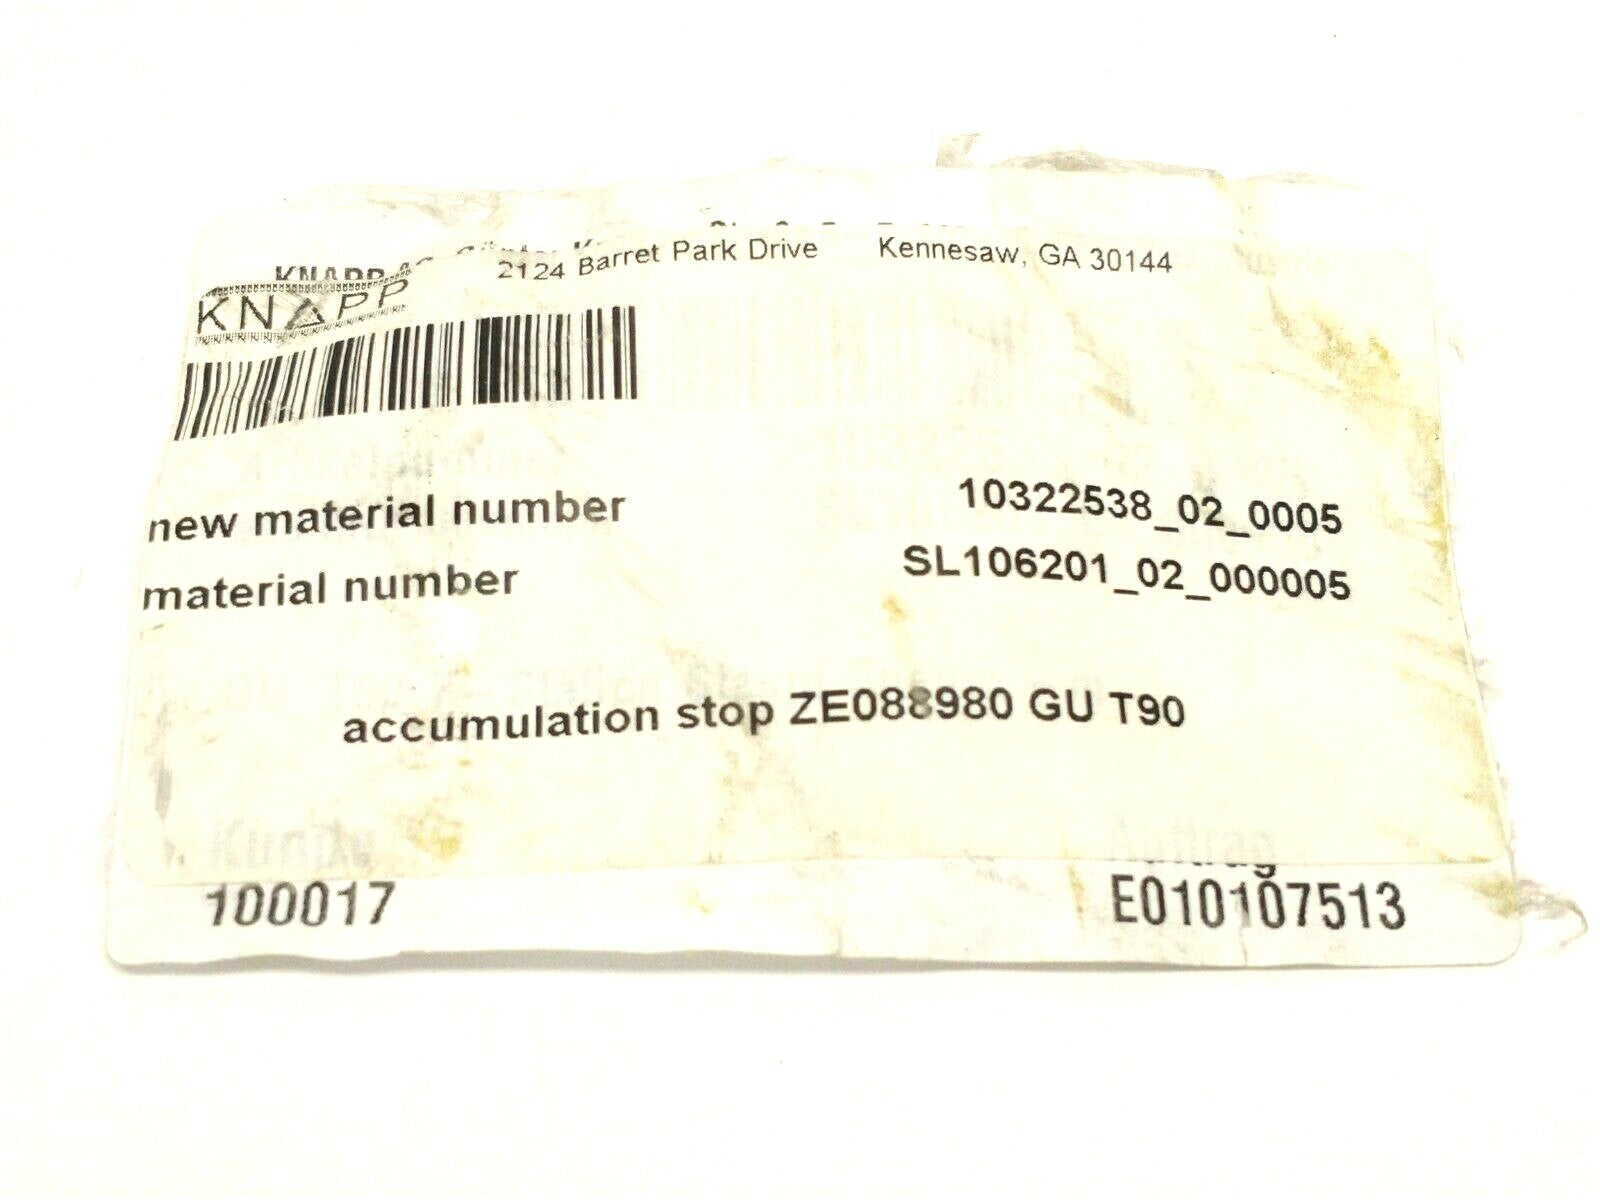 2124 Barret Park Drive Kennesaw, GA 30144
KNAPP
new material number 10322538_02_0005
material number SL106201_02_000005
accumulation stop ZE088980 GU T90
Auftrag
100017 E010107513